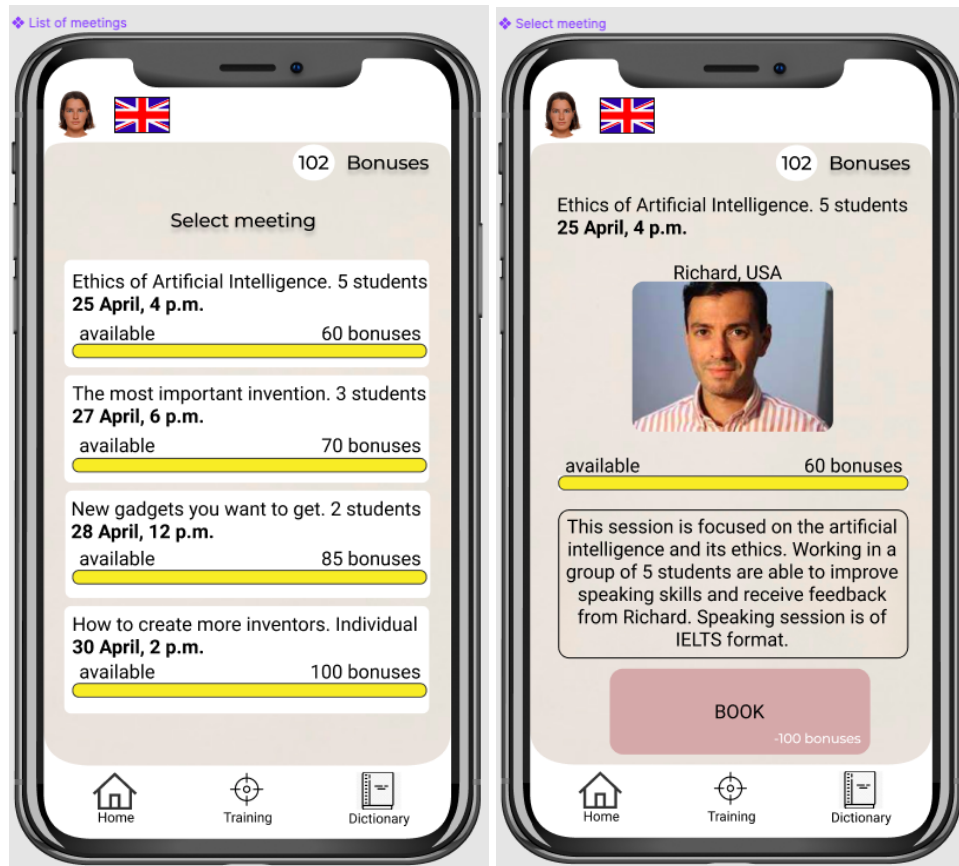 List of meetings
102 Bonuses
Select meeting
Ethics of Artificial Intelligence. 5 students
25 April, 4 p.m.
available 60 bonuses
The most important invention. 3 students
27 April, 6 p.m.
available 70 bonuses
New gadgets you want to get. 2 students
28 April, 12 p.m.
available 85 bonuses
How to create more inventors. Individual
30 April, 2 p.m.
available 100 bonuses
Home Training Dictionary
Select meeting
102 Bonuses
Ethics of Artificial Intelligence. 5 students
25 April, 4 p.m.
Richard, USA
available 60 bonuses
This session is focused on the artificial
intelligence and its ethics. Working in a
group of 5 students are able to improve
speaking skills and receive feedback
from Richard. Speaking session is of
IELTS format.
BOOK
-100 bonuses
Home Training Dictionary